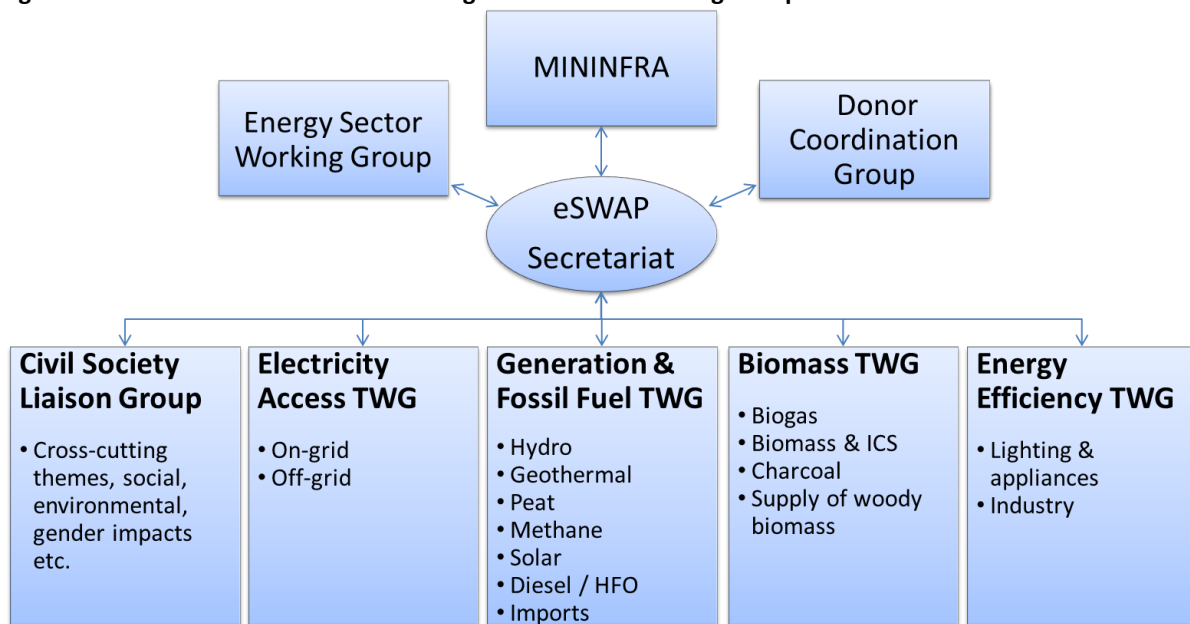 MININFRA
Energy Sector
Working Group
Donor
Coordination
Group
eSWAP
Secretariat
Civil Society
Liaison Group
• Cross-cutting
themes, social,
environmental,
gender impacts
etc.
Electricity
Access TWG
• On-grid
• Off-grid
Generation &
Fossil Fuel TWG
• Hydro
• Geothermal
• Peat
• Methane
• Solar
• Diesel / HFO
• Imports
Biomass TWG
• Biogas
• Biomass & ICS
• Charcoal
• Supply of woody
biomass
Energy
Efficiency TWG
• Lighting &
appliances
• Industry